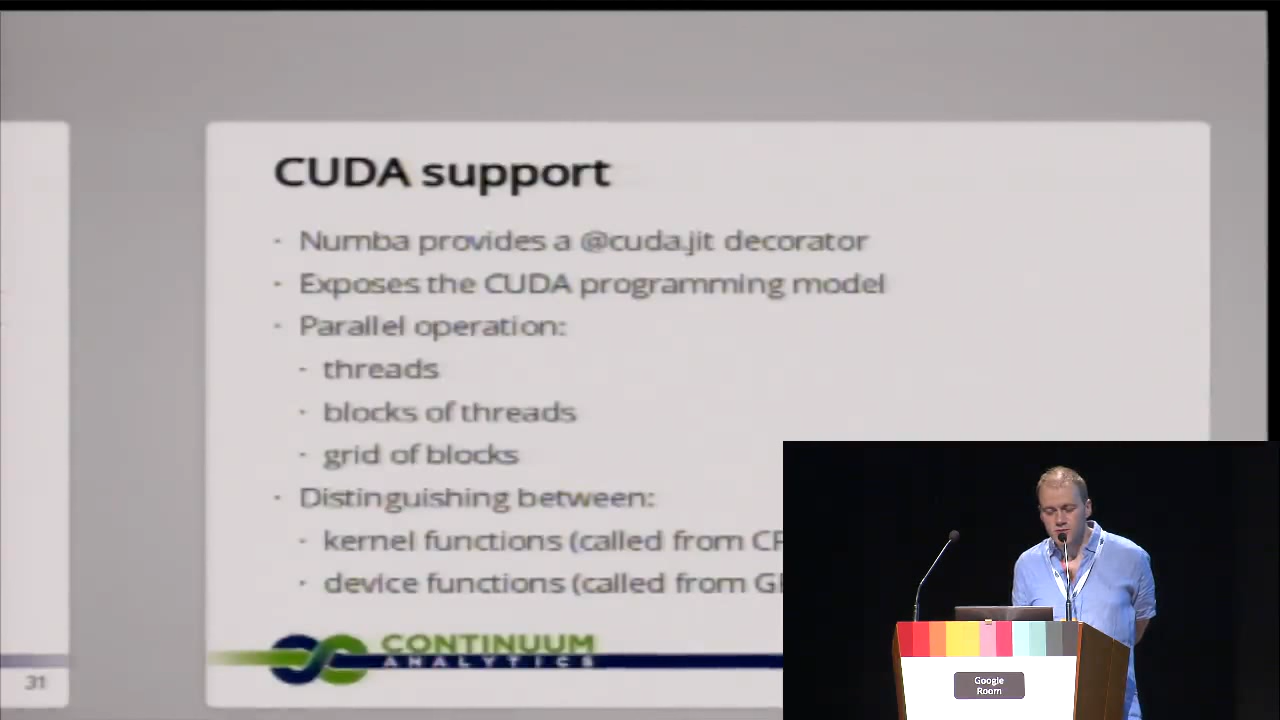 CUDA support
· Numba provides a @cuda.jit decorator
· Exposes the CUDA programming model
· Parallel operation:
· threads
· blocks of threads
· grid of blocks
· Distinguishing between:
· kernel functions (called from
· device functions (called from
CONTINUUM
ANALYTICS
31
Google
Room